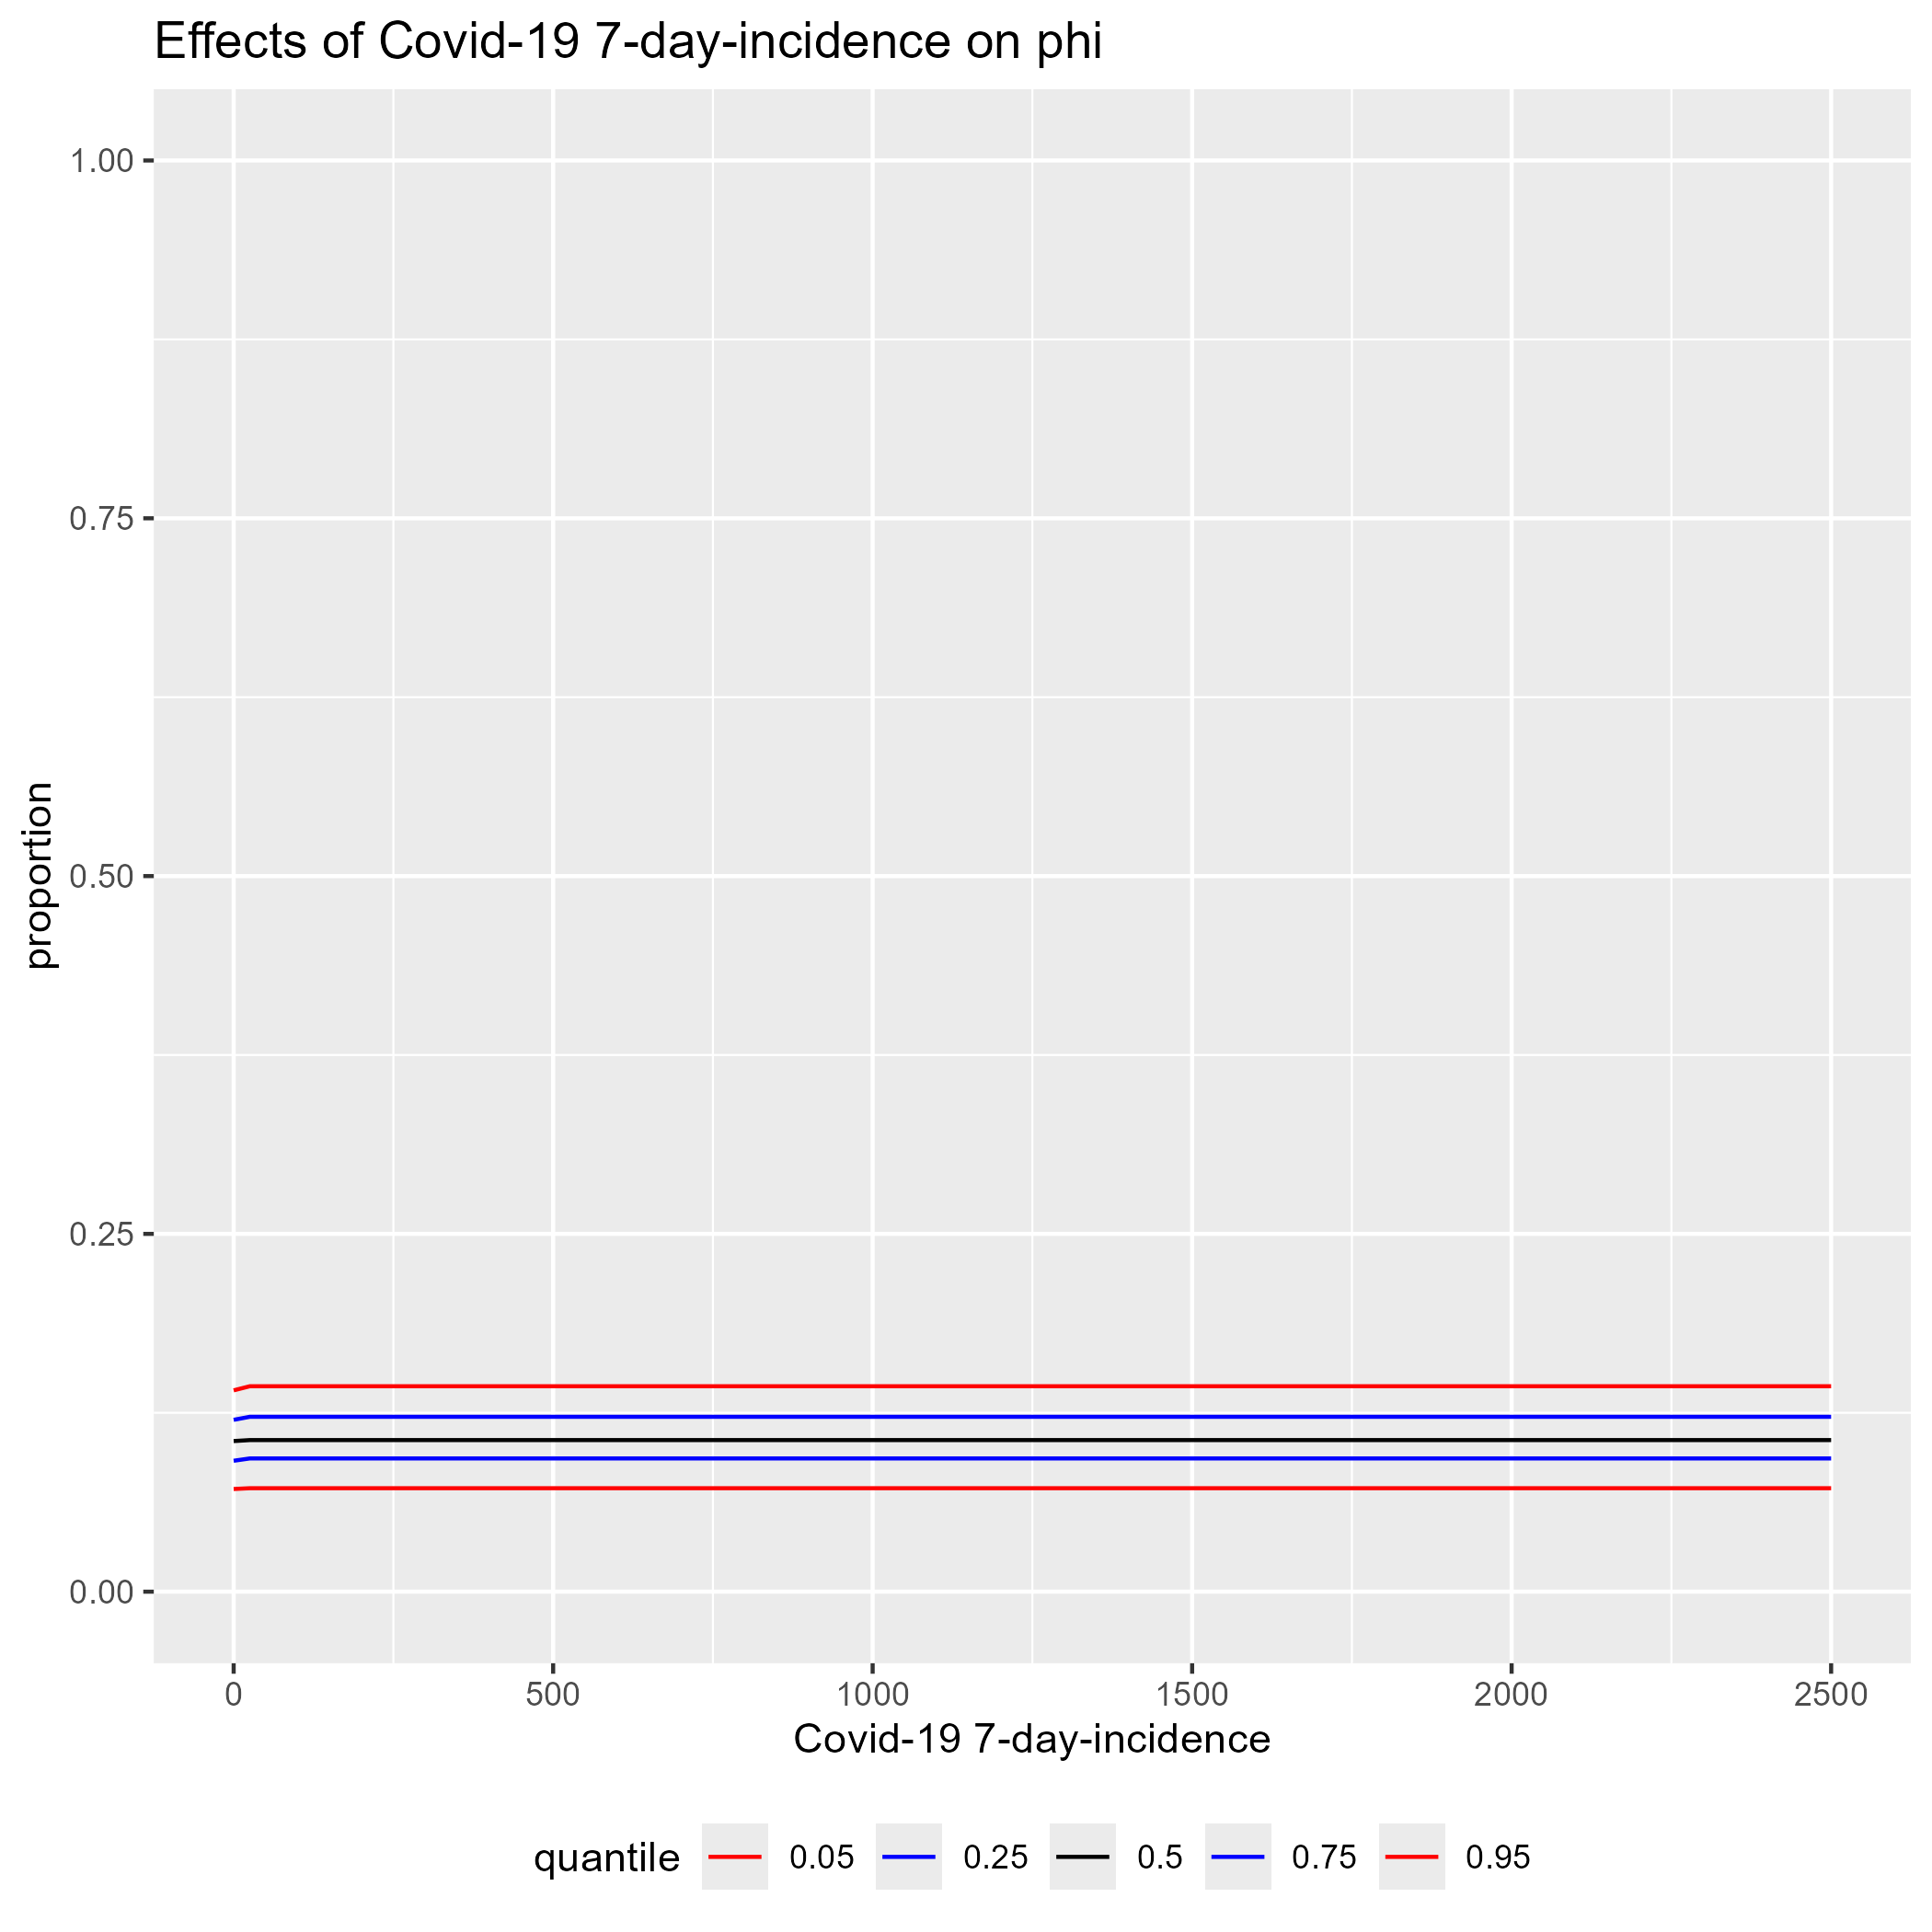 Effects of Covid-19 7-day-incidence on phi
1.00
0.75
0.50
0.25
0.00
proportion
0 500 1000 1500 2000 2500
Covid-19 7-day-incidence
quantile 0.05 0.25 0.5 0.75 0.95